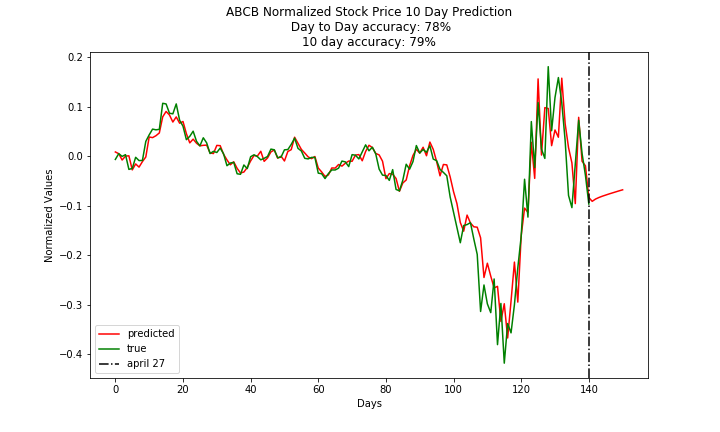 ABCB Normalized Stock Price 10 Day Prediction
Day to Day accuracy: 78%
10 day accuracy: 79%
0.2
0.1
0.0
−0.1
−0.2
−0.3
−0.4
Normalized Values
predicted
true
april 27
0 20 40 60 80 100 120 140
Days